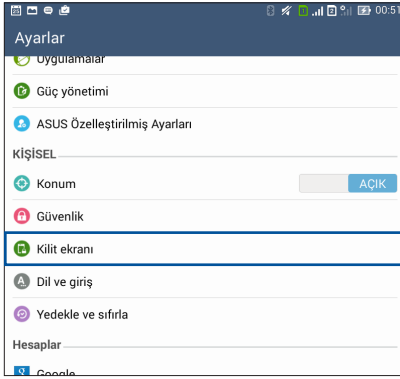 00:51
Ayarlar
Uygulamalar
Güç yönetimi
ASUS Özelleştirilmiş Ayarları
KİŞİSEL
Konum
AÇIK
Güvenlik
Kilit ekranı
Dil ve giriş
Yedekle ve sıfırla
Hesaplar
Google